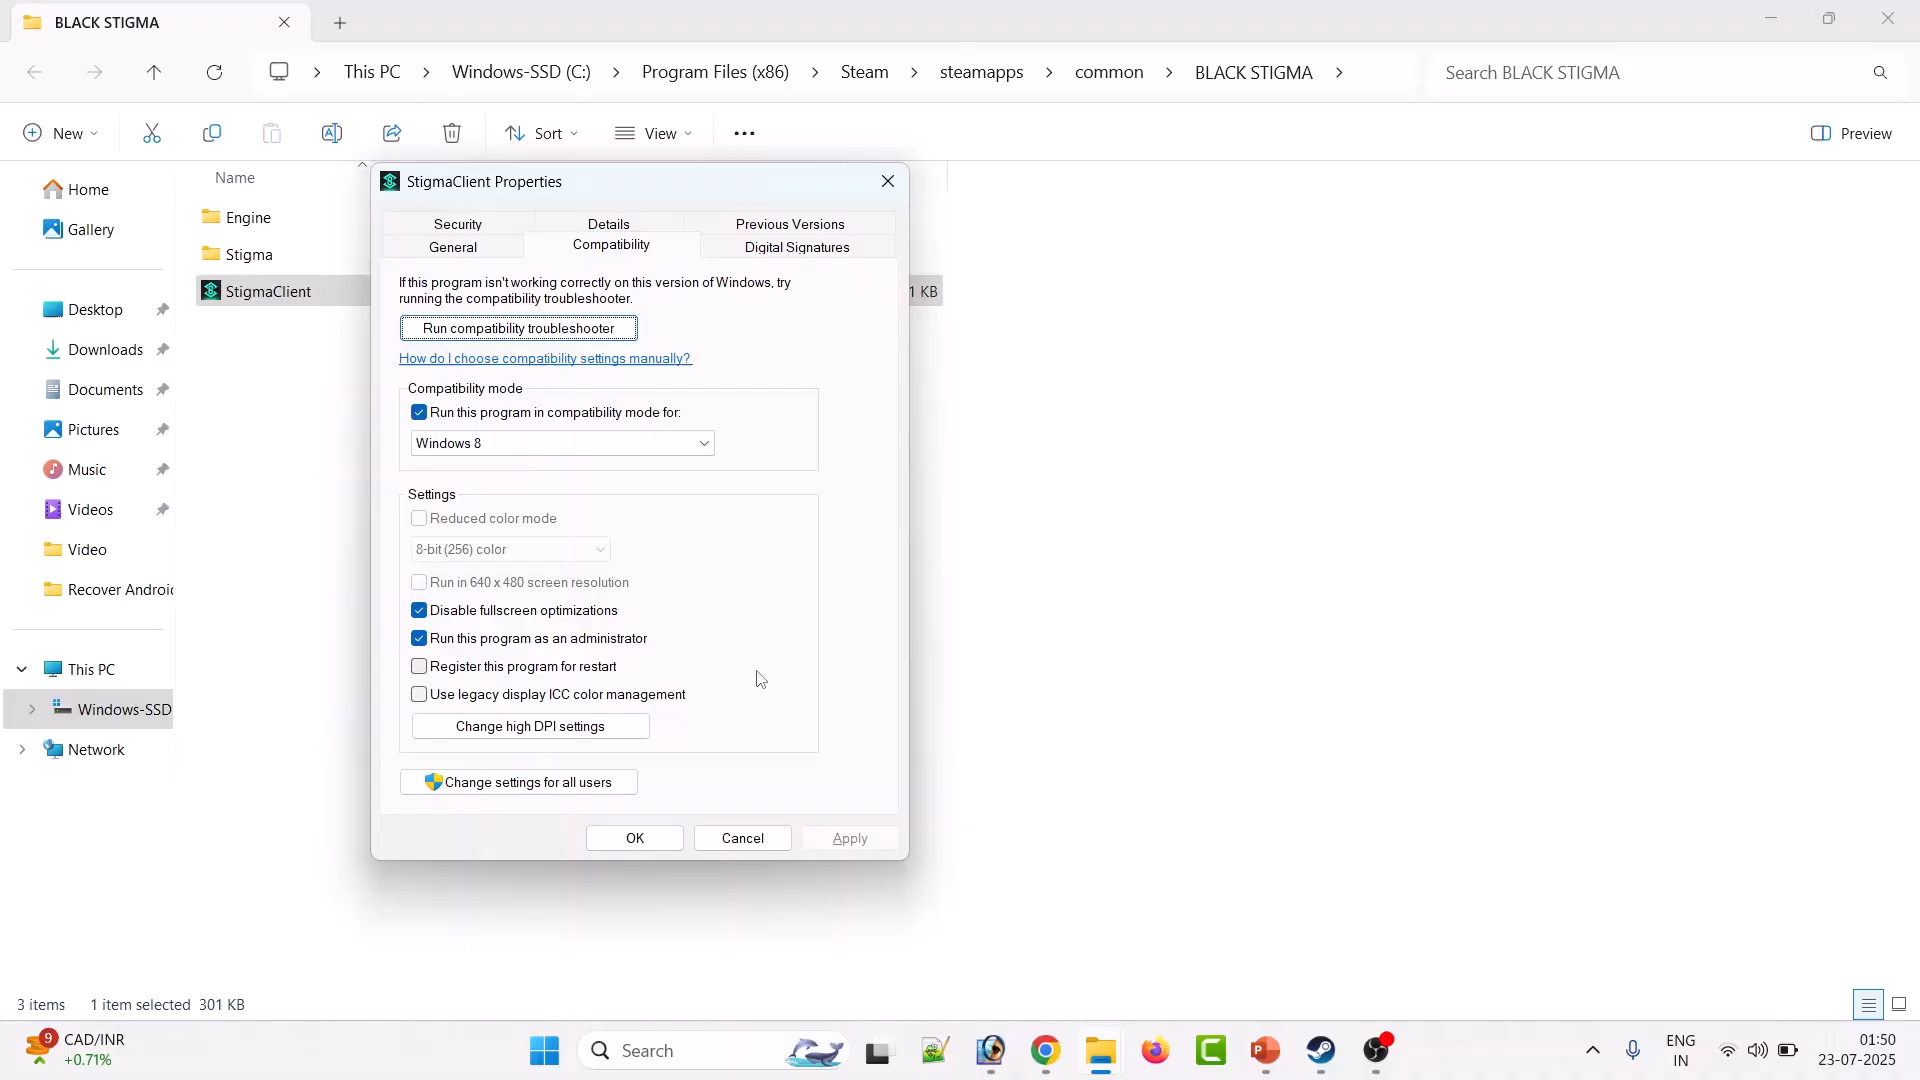 BLACK STIGMA
This PC
Windows-SSD (C:)
Program Files (x86)
Steam
steamapps
common
BLACK STIGMA
Search BLACK STIGMA
New
Sort
View
Preview
Home
Gallery
Desktop
Downloads
Documents
Pictures
Music
Videos
Video
Recover Androi
This PC
Windows-SSD
Network
Name
Engine
Stigma
StigmaClient
1 KB
StigmaClient Properties
Security
Details
Previous Versions
General
Compatibility
Digital Signatures
If this program isn't working correctly on this version of Windows, try
running the compatibility troubleshooter.
Run compatibility troubleshooter
How do I choose compatibility settings manually?
Compatibility mode
Run this program in compatibility mode for:
Windows 8
Settings
Reduced color mode
8-bit (256) color
Run in 640 x 480 screen resolution
Disable fullscreen optimizations
Run this program as an administrator
Register this program for restart
Use legacy display ICC color management
Change high DPI settings
Change settings for all users
OK
Cancel
Apply
3 items
1 item selected 301 KB
9
CAD/INR
+0.71%
Search
ENG
IN
01:50
23-07-2025